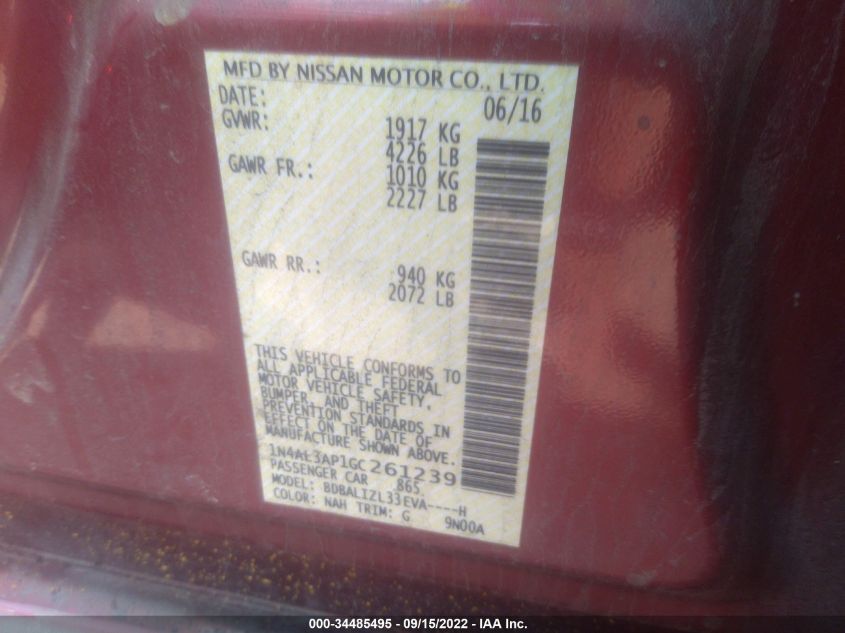 MFD BY NISSAN MOTOR CO., LTD.
DATE: 06/16
GVWR: 1917 KG
4226 LB
GAWR FR.: 1010 KG
2227 LB
GAWR RR.: 940 KG
2072 LB
THIS VEHICLE CONFORMS TO
ALL APPLICABLE FEDERAL
MOTOR VEHICLE SAFETY,
BUMPER, AND THEFT
PREVENTION STANDARDS IN
EFFECT ON THE DATE OF
MANUFACTURE SHOWN ABOVE.
1N4AL3AP1GC261239
PASSENGER CAR 865
MODEL: BDBALIZL33EVA----H
COLOR: NAH TRIM: G 9N00A
000-34485495 - 09/15/2022 - IAA Inc.